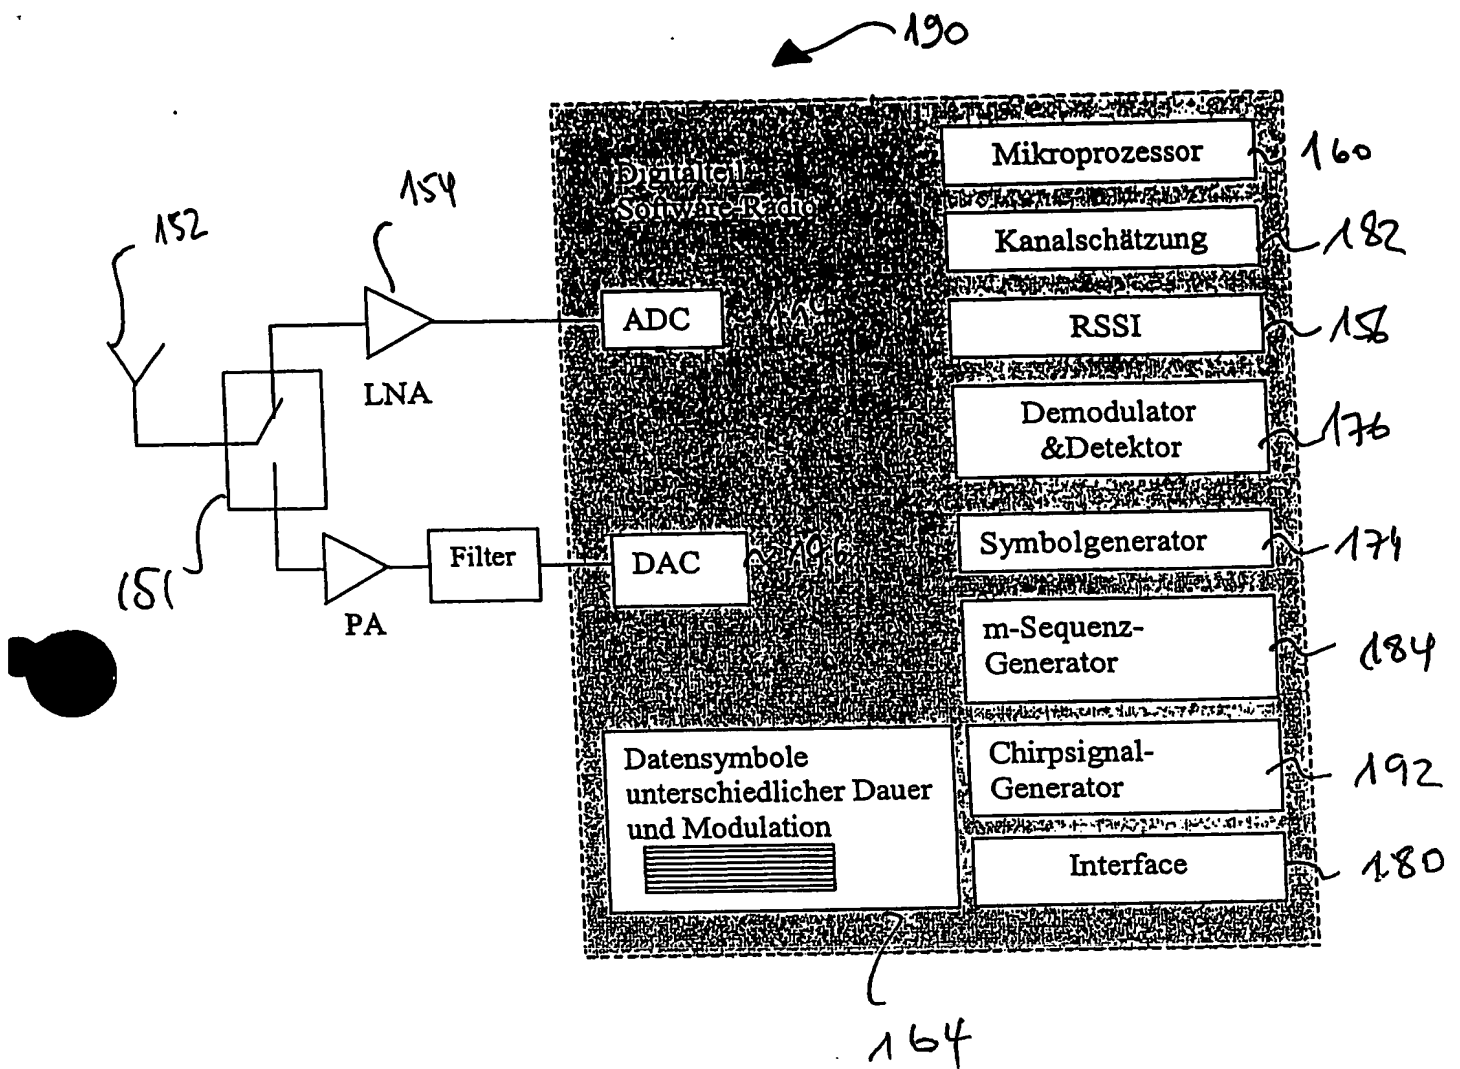 190
Digitalteil
Software-Radio
Mikroprozessor
160
Kanalschätzung
182
RSSI
156
Demodulator
&Detektor
176
Symbolgenerator
174
m-Sequenz-
Generator
184
Chirpsignal-
Generator
192
Interface
180
152
154
LNA
ADC
151
PA
Filter
DAC
Datensymbole
unterschiedlicher Dauer
und Modulation
164